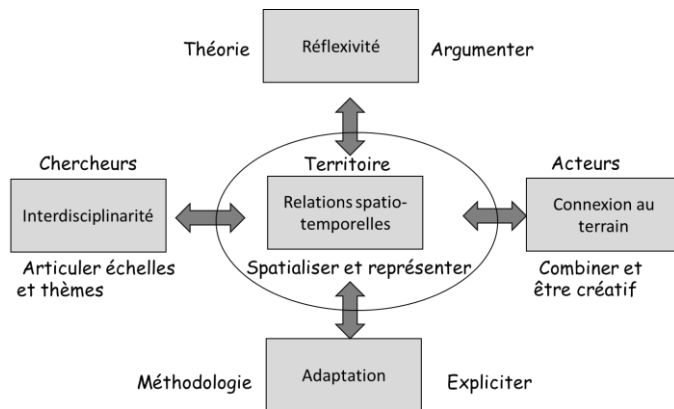 Théorie
Réflexivité
Argumenter
Chercheurs
Territoire
Acteurs
Interdisciplinarité
Relations spatio-
temporelles
Connexion au
terrain
Articuler échelles
et thèmes
Spatialiser et représenter
Combiner et
être créatif
Méthodologie
Adaptation
Expliciter